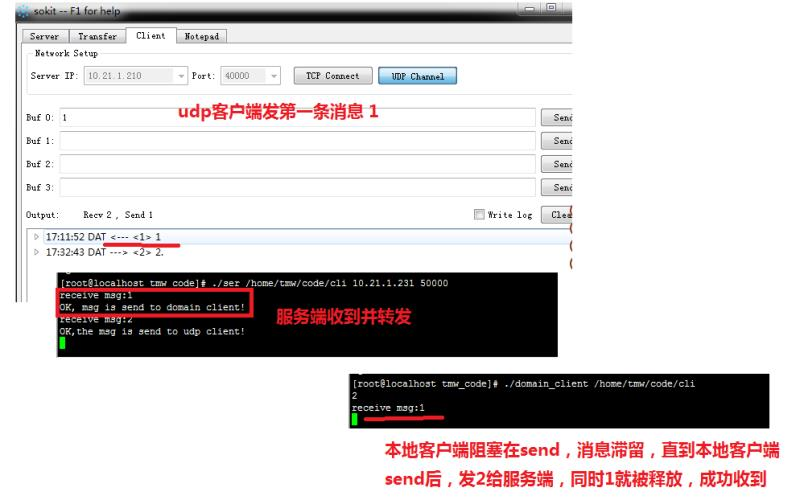 sokit -- F1 for help
Server Transfer Client Notepad
Network Setup
Server IP: 10.21.1.210 Port: 40000 TCP Connect UDP Channel
udp客户端发第一条消息 1
Buf 0: 1 Send
Buf 1: Send
Buf 2: Send
Buf 3: Send
Output: Recv 2 , Send 1 Write log
17:11:52 DAT <--- <1> 1
17:32:43 DAT ---> <2> 2.
[root@localhost tmw_code]# ./ser /home/tmw/code/cli 10.21.1.231 50000
receive msg:1
OK, msg is send to domain client!
receive msg:2
OK,the msg is send to udp client!
服务端收到并转发
[root@localhost tmw_code]# ./domain_client /home/tmw/code/cli
2
receive msg:1
本地客户端阻塞在send，消息滞留，直到本地客户端
send后，发2给服务端，同时1就被释放，成功收到